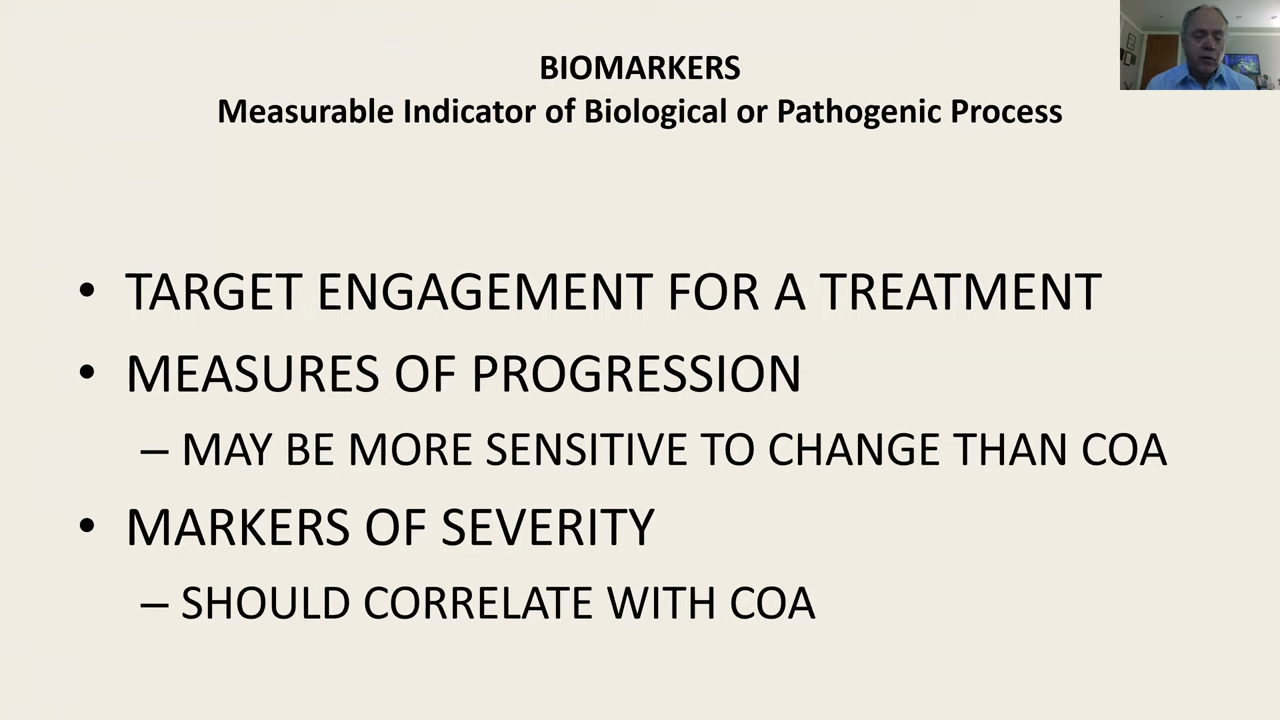 BIOMARKERS
Measurable Indicator of Biological or Pathogenic Process
• TARGET ENGAGEMENT FOR A TREATMENT
• MEASURES OF PROGRESSION
– MAY BE MORE SENSITIVE TO CHANGE THAN COA
• MARKERS OF SEVERITY
– SHOULD CORRELATE WITH COA